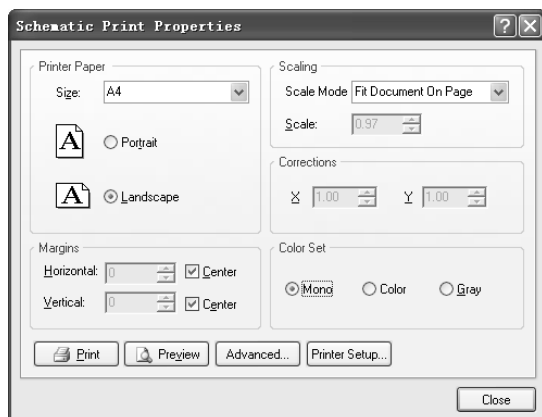 Schematic Print Properties
Printer Paper
Size: A4
A Portrait
A Landscape
Scaling
Scale Mode Fit Document On Page
Scale: 0.97
Corrections
X 1.00 Y 1.00
Margins
Horizontal: 0 Center
Vertical: 0 Center
Color Set
Mono Color Gray
Print Preview Advanced... Printer Setup...
Close